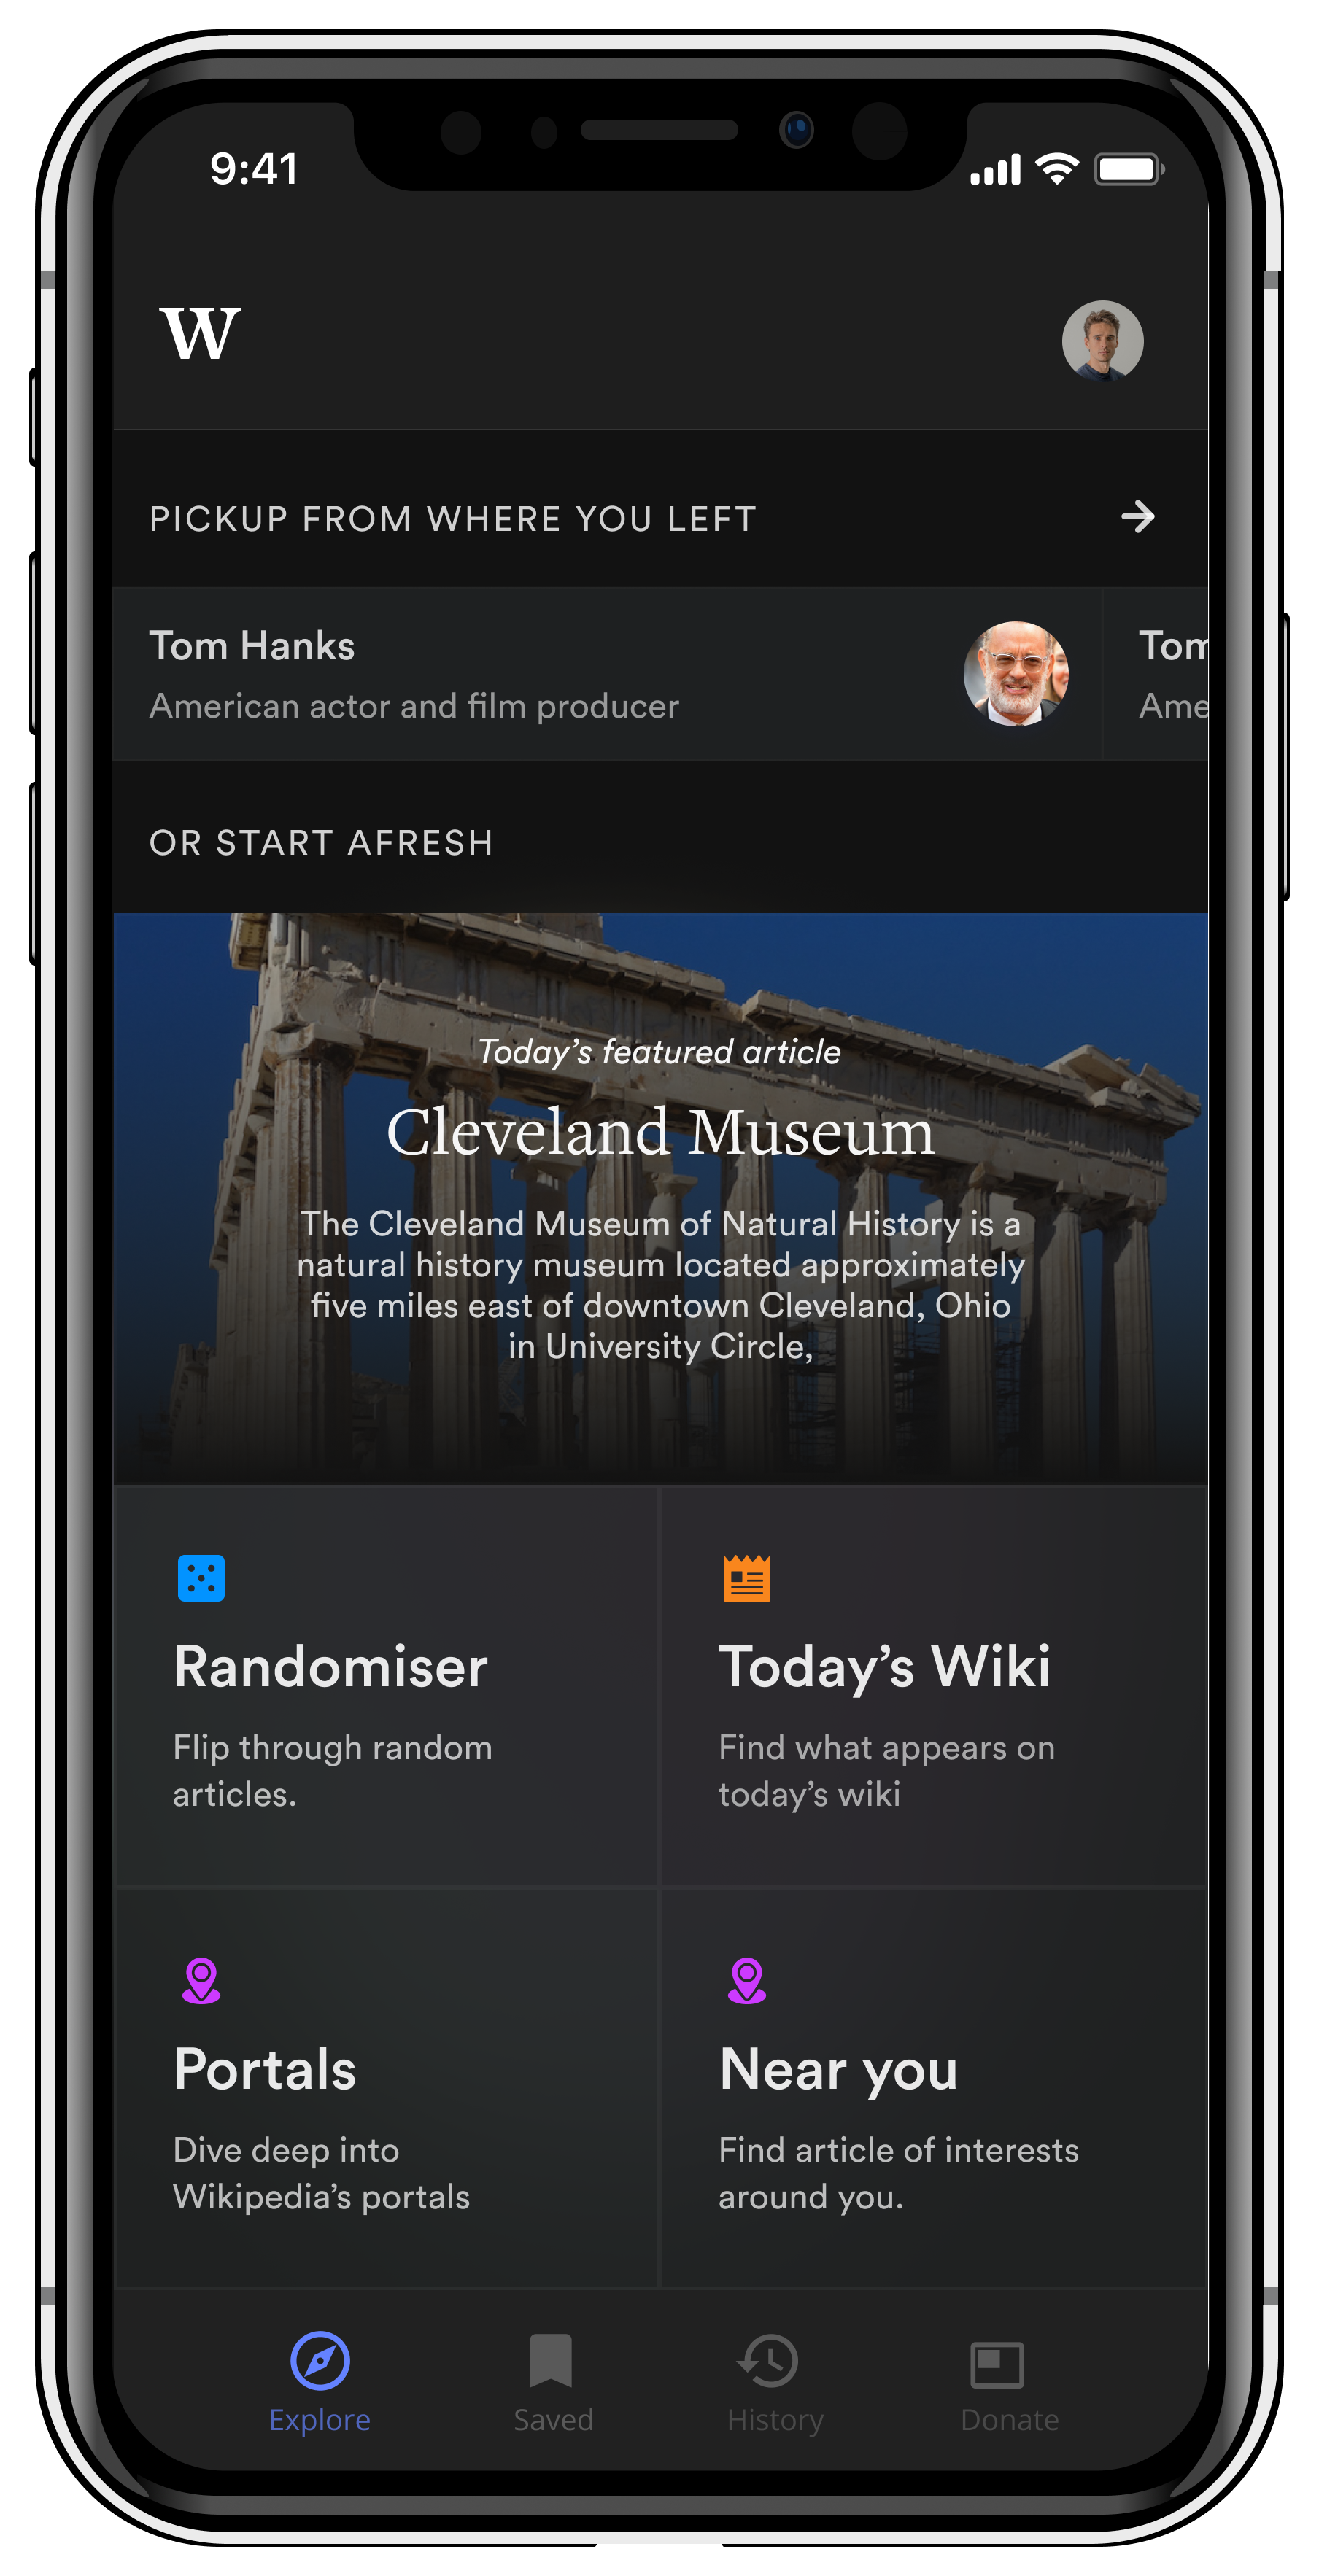 9:41
W
PICKUP FROM WHERE YOU LEFT
Tom Hanks
American actor and film producer
Tom
Ame
OR START AFRESH
Today’s featured article
Cleveland Museum
The Cleveland Museum of Natural History is a
natural history museum located approximately
five miles east of downtown Cleveland, Ohio
in University Circle,
Randomiser
Flip through random
articles.
Today’s Wiki
Find what appears on
today’s wiki
Portals
Dive deep into
Wikipedia’s portals
Near you
Find article of interests
around you.
Explore
Saved
History
Donate